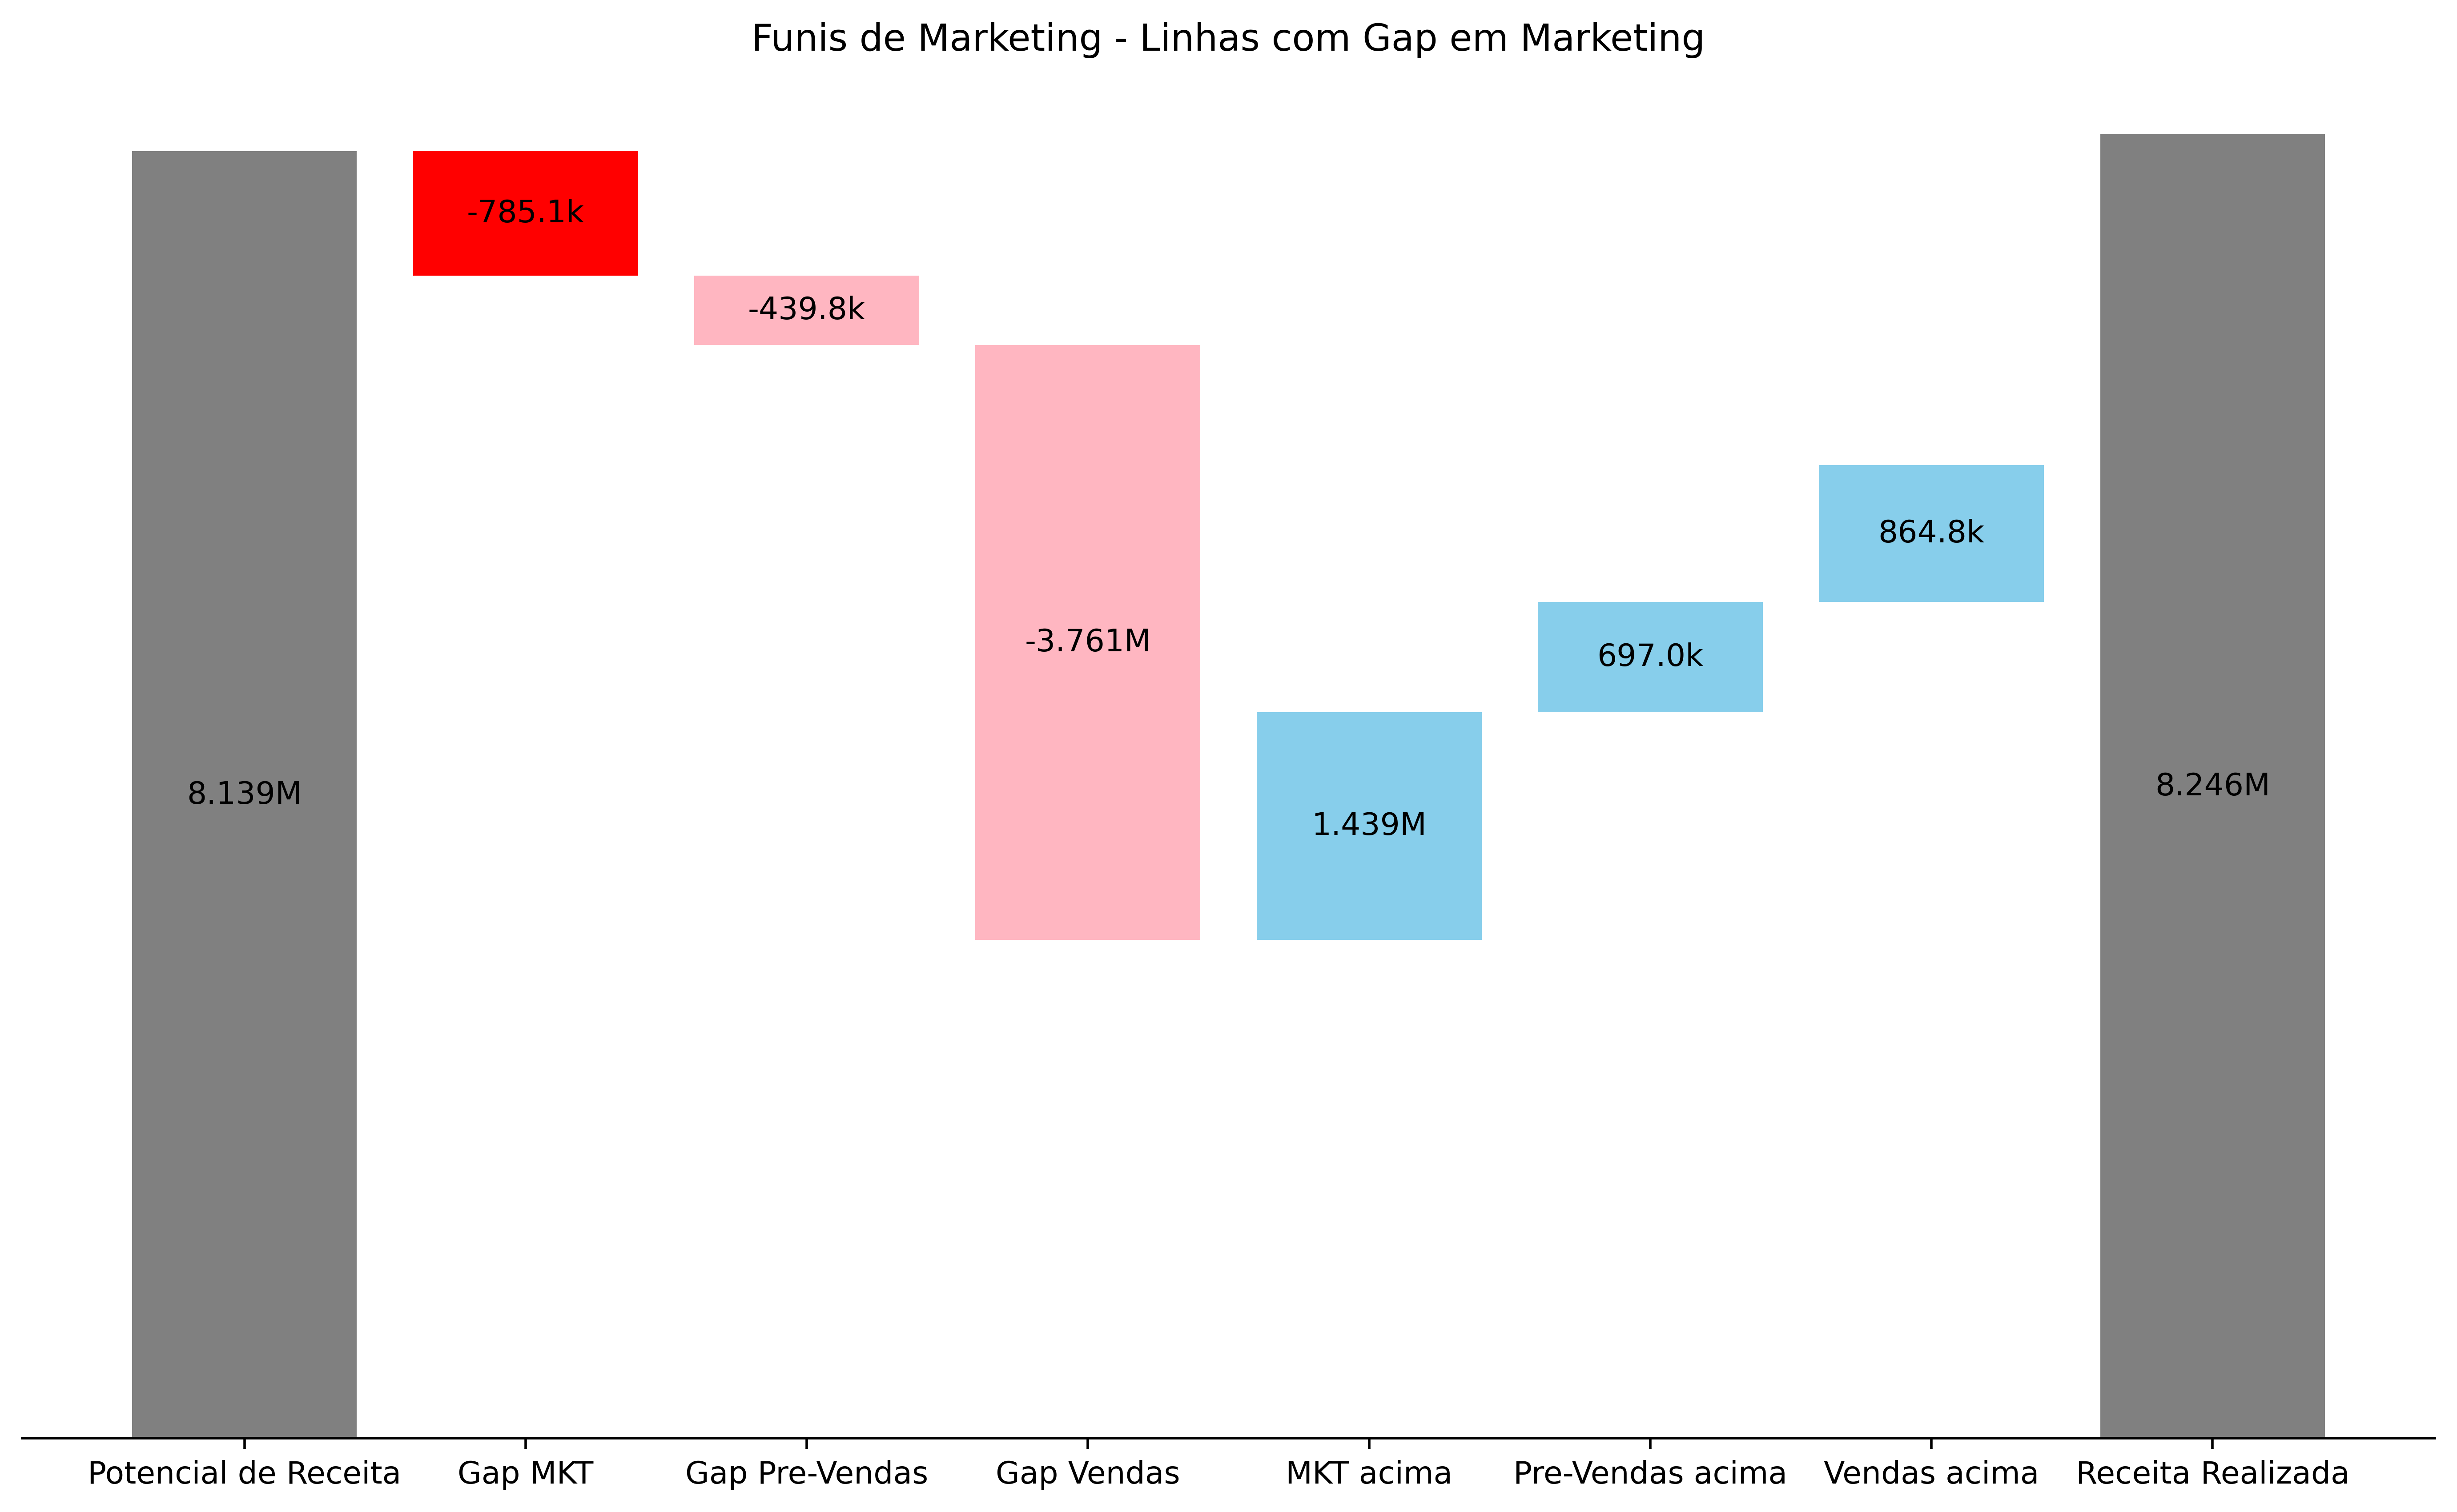 Funis de Marketing - Linhas com Gap em Marketing
-785.1k
-439.8k
864.8k
-3.761M
697.0k
8.139M
8.246M
1.439M
Potencial de Receita
Gap MKT
Gap Pre-Vendas
Gap Vendas
MKT acima
Pre-Vendas acima
Vendas acima
Receita Realizada